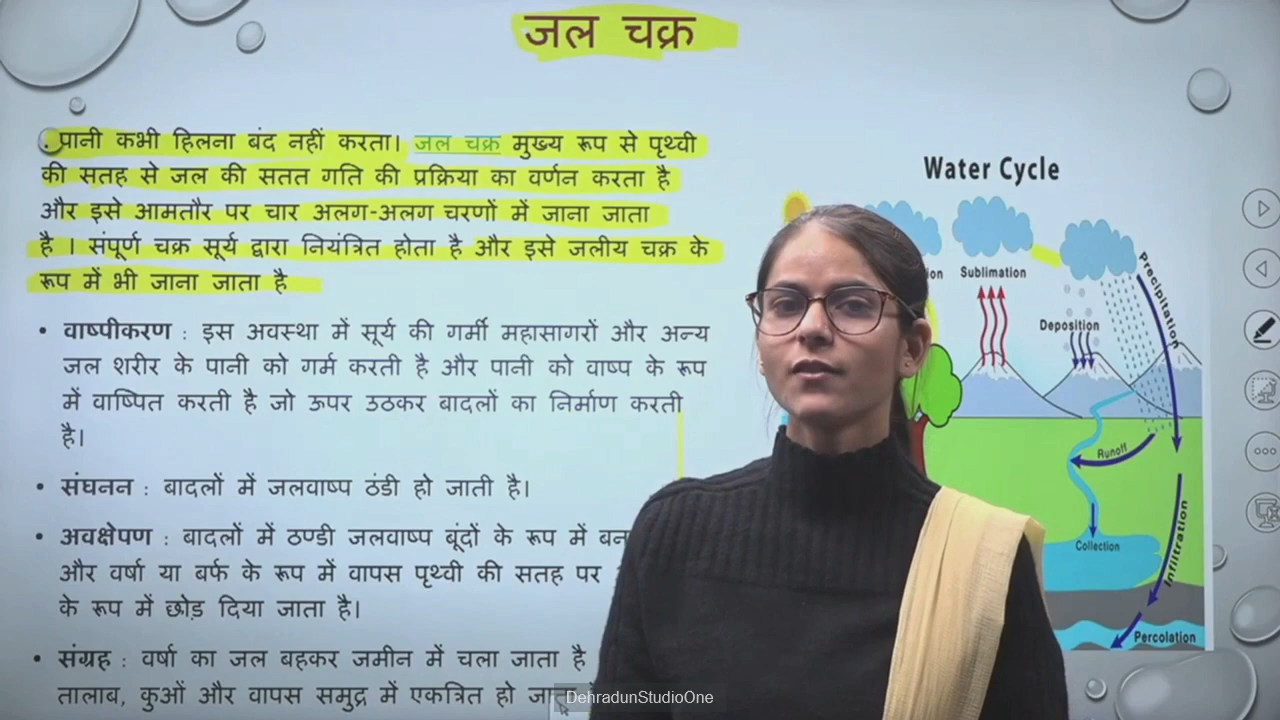 जल चक्र
. पानी कभी हिलना बंद नहीं करता। जल चक्र मुख्य रूप से पृथ्वी
की सतह से जल की सतत गति की प्रक्रिया का वर्णन करता है
और इसे आमतौर पर चार अलग-अलग चरणों में जाना जाता
है । संपूर्ण चक्र सूर्य द्वारा नियंत्रित होता है और इसे जलीय चक्र के
रूप में भी जाना जाता है
• वाष्पीकरण : इस अवस्था में सूर्य की गर्मी महासागरों और अन्य
जल शरीर के पानी को गर्म करती है और पानी को वाष्प के रूप
में वाष्पित करती है जो ऊपर उठकर बादलों का निर्माण करती
है।
• संघनन : बादलों में जलवाष्प ठंडी हो जाती है।
• अवक्षेपण : बादलों में ठण्डी जलवाष्प बूंदों के रूप में बन
और वर्षा या बर्फ के रूप में वापस पृथ्वी की सतह पर
के रूप में छोड़ दिया जाता है।
• संग्रह : वर्षा का जल बहकर जमीन में चला जाता है
तालाब, कुओं और वापस समुद्र में एकत्रित हो
Water Cycle
Sublimation
Precipitation
Deposition
Runoff
Collection
Infiltration
Percolation
DehradunStudioOne